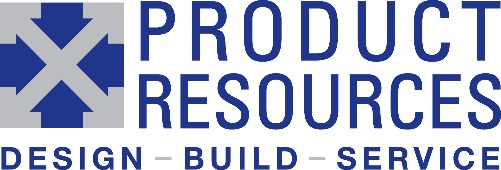 PRODUCT
RESOURCES
DESIGN – BUILD – SERVICE